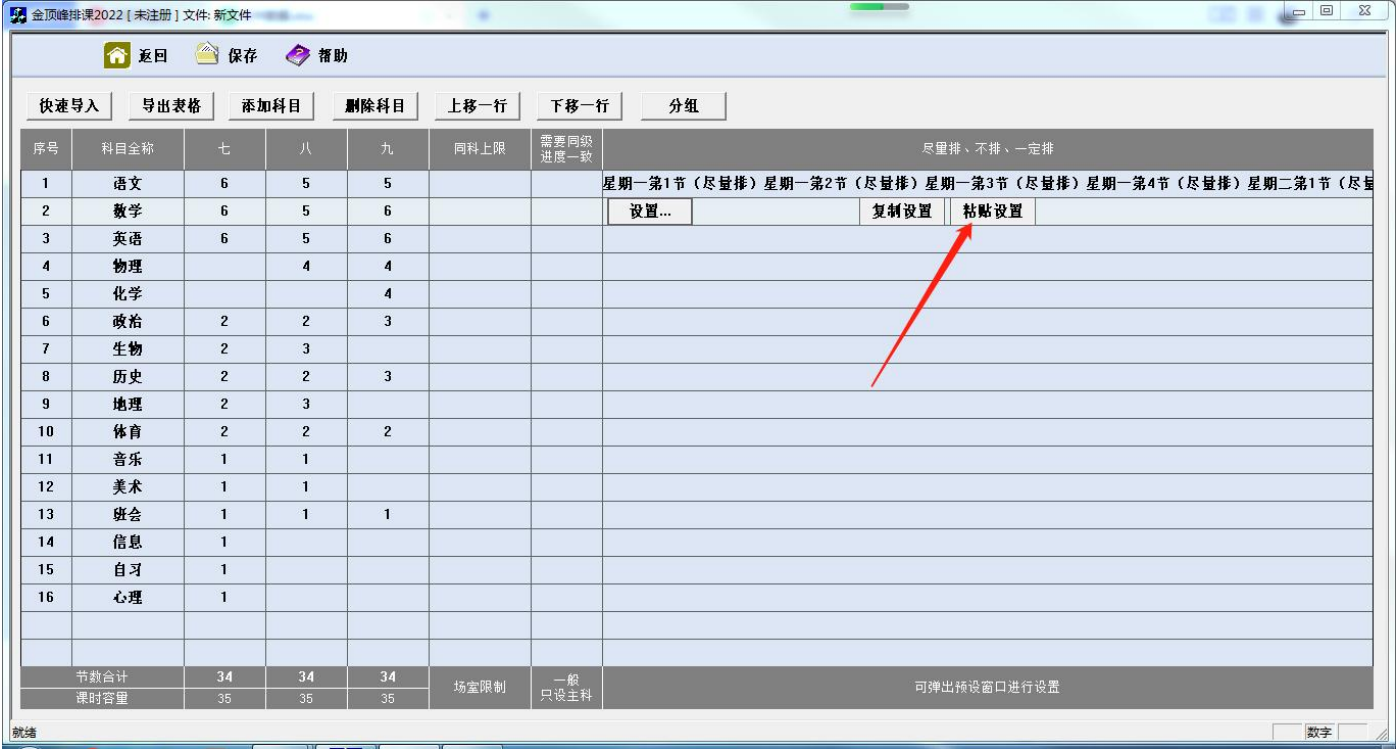 金顶峰排课2022 [ 未注册 ] 文件: 新文件
返回 保存 帮助
快速导入 导出表格 添加科目 删除科目 上移一行 下移一行 分组
序号 科目全称 七 八 九 同科上限 需要同级进度一致 尽量排、不排、一定排
1 语文 6 5 5 星期一第1节（尽量排）星期一第2节（尽量排）星期一第3节（尽量排）星期一第4节（尽量排）星期二第1节（尽量
2 数学 6 5 6 设置... 复制设置 粘贴设置
3 英语 6 5 6
4 物理 4 4
5 化学 4
6 政治 2 2 3
7 生物 2 3
8 历史 2 2 3
9 地理 2 3
10 体育 2 2 2
11 音乐 1 1
12 美术 1 1
13 班会 1 1 1
14 信息 1
15 自习 1
16 心理 1
节数合计 34 34 34 场室限制 一般只设主科 可弹出预设窗口进行设置
课时容量 35 35 35
就绪 数字